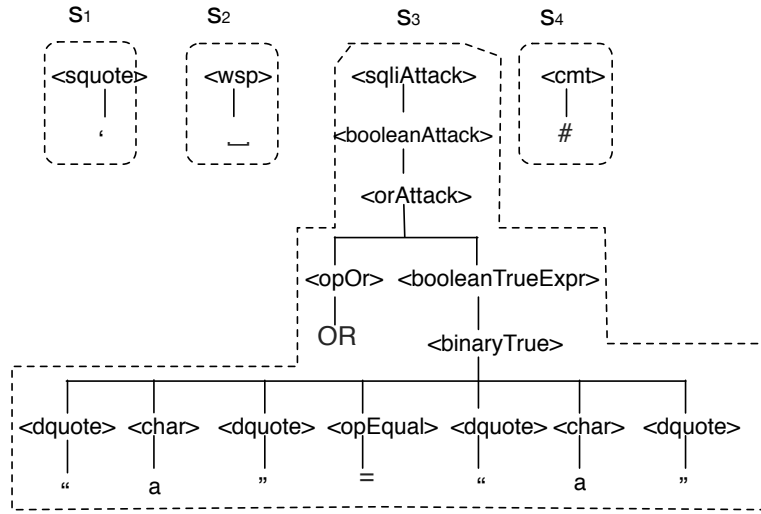 S1 S2 S3 S4
<squote> <wsp> <sqliAttack> <cmt>
‘ ⎵ <booleanAttack> #
<orAttack>
<opOr> <booleanTrueExpr>
OR <binaryTrue>
<dquote> <char> <dquote> <opEqual> <dquote> <char> <dquote>
“ a ” = “ a ”